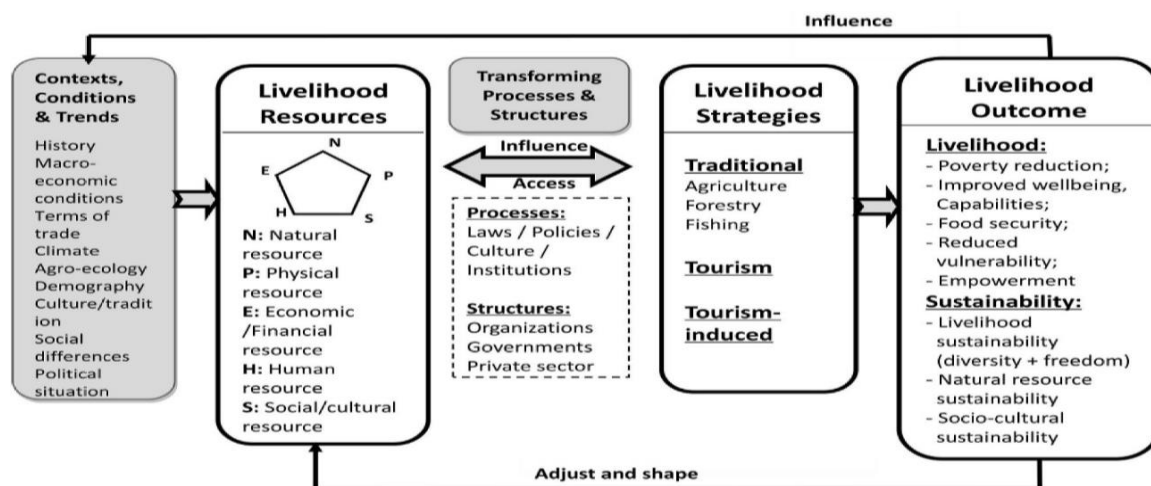 Influence
Contexts,
Conditions
& Trends
History
Macro-
economic
conditions
Terms of
trade
Climate
Agro-ecology
Demography
Culture/tradit
ion
Social
differences
Political
situation
Livelihood
Resources
N
E
P
H
S
N: Natural
resource
P: Physical
resource
E: Economic
/Financial
resource
H: Human
resource
S: Social/cultural
resource
Transforming
Processes &
Structures
Influence
Access
Processes:
Laws / Policies /
Culture /
Institutions
Structures:
Organizations
Governments
Private sector
Livelihood
Strategies
Traditional
Agriculture
Forestry
Fishing
Tourism
Tourism-
induced
Livelihood
Outcome
Livelihood:
- Poverty reduction;
- Improved wellbeing,
Capabilities;
- Food security;
- Reduced
vulnerability;
- Empowerment
Sustainability:
- Livelihood
sustainability
(diversity + freedom)
- Natural resource
sustainability
- Socio-cultural
sustainability
Adjust and shape